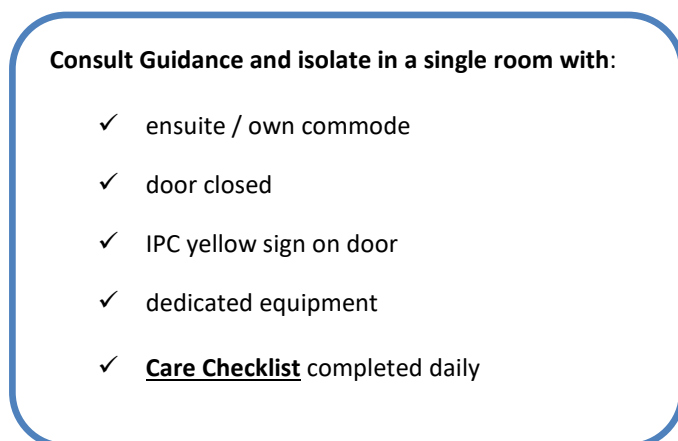 Consult Guidance and isolate in a single room with:
✓ ensuite / own commode
✓ door closed
✓ IPC yellow sign on door
✓ dedicated equipment
✓ Care Checklist completed daily